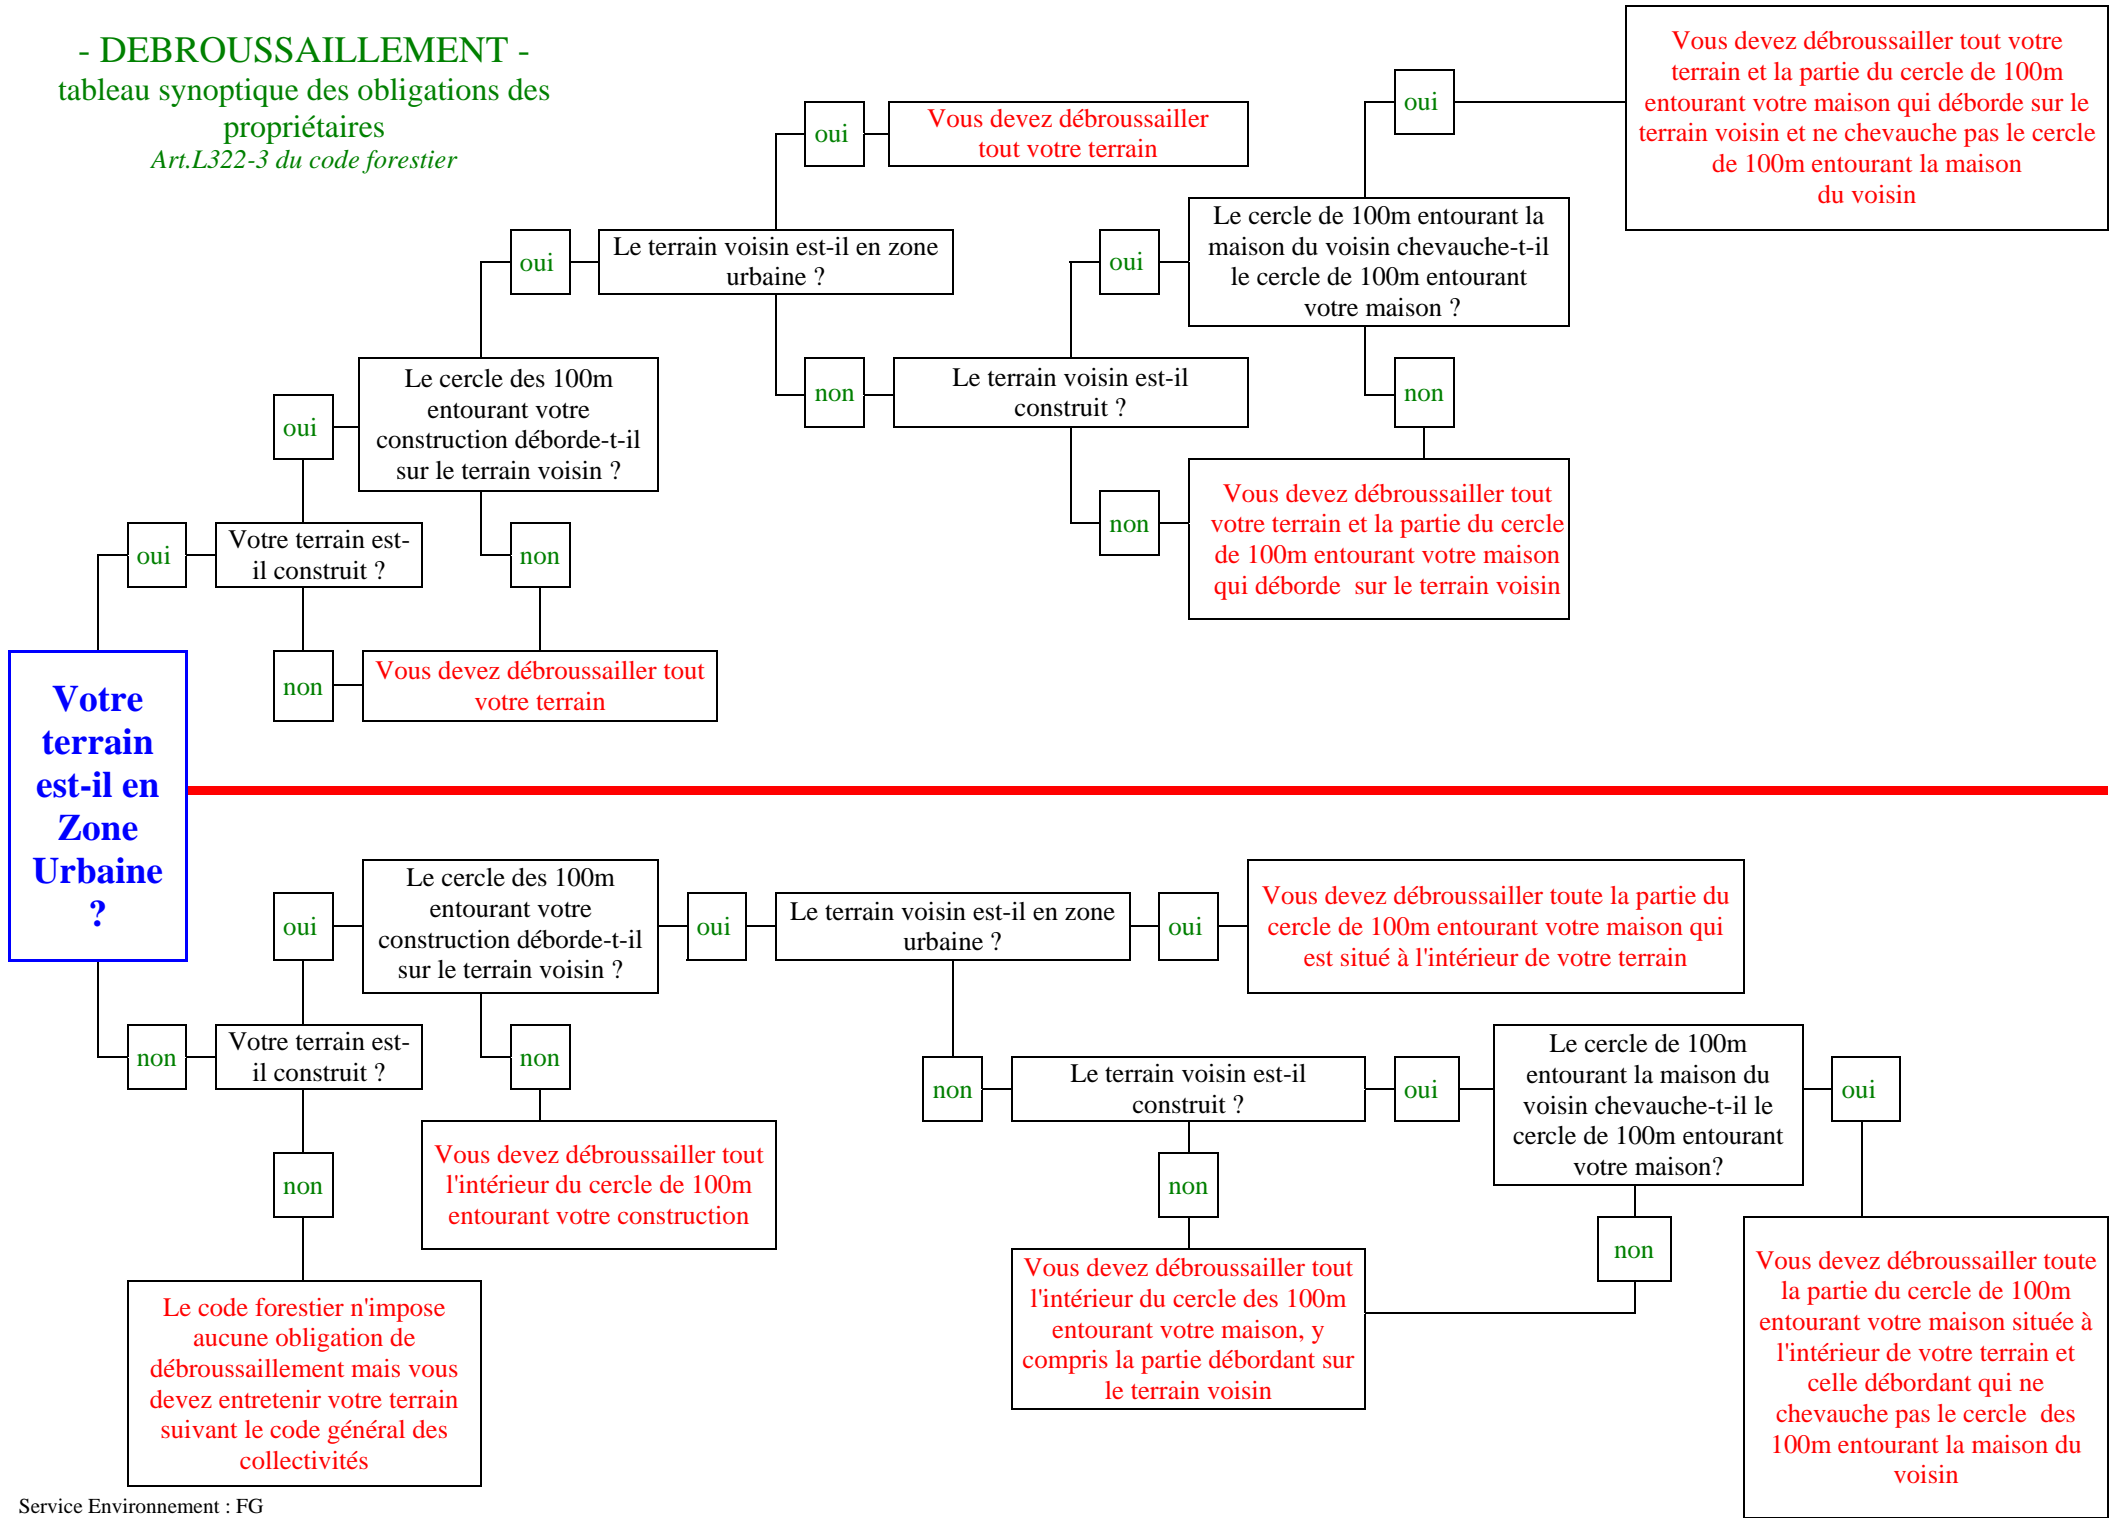 - DEBROUSSAILLEMENT -
tableau synoptique des obligations des
propriétaires
Art.L322-3 du code forestier
oui
Vous devez débroussailler
tout votre terrain
oui
Vous devez débroussailler tout votre
terrain et la partie du cercle de 100m
entourant votre maison qui déborde sur le
terrain voisin et ne chevauche pas le cercle
de 100m entourant la maison
du voisin
oui
Le terrain voisin est-il en zone
urbaine ?
oui
Le cercle de 100m entourant la
maison du voisin chevauche-t-il
le cercle de 100m entourant
votre maison ?
oui
Le cercle des 100m
entourant votre
construction déborde-t-il
sur le terrain voisin ?
non
Le terrain voisin est-il
construit ?
non
oui
Votre terrain est-
il construit ?
non
non
Vous devez débroussailler tout
votre terrain et la partie du cercle
de 100m entourant votre maison
qui déborde  sur le terrain voisin
non
Vous devez débroussailler tout
votre terrain
Votre
terrain
est-il en
Zone
Urbaine
?
oui
Le cercle des 100m
entourant votre
construction déborde-t-il
sur le terrain voisin ?
oui
Le terrain voisin est-il en zone
urbaine ?
oui
Vous devez débroussailler toute la partie du
cercle de 100m entourant votre maison qui
est situé à l'intérieur de votre terrain
non
Votre terrain est-
il construit ?
non
non
Le terrain voisin est-il
construit ?
oui
Le cercle de 100m
entourant la maison du
voisin chevauche-t-il le
cercle de 100m entourant
votre maison?
oui
non
Vous devez débroussailler tout
l'intérieur du cercle de 100m
entourant votre construction
non
non
Le code forestier n'impose
aucune obligation de
débroussaillement mais vous
devez entretenir votre terrain
suivant le code général des
collectivités
Vous devez débroussailler tout
l'intérieur du cercle des 100m
entourant votre maison, y
compris la partie débordant sur
le terrain voisin
Vous devez débroussailler toute
la partie du cercle de 100m
entourant votre maison située à
l'intérieur de votre terrain et
celle débordant qui ne
chevauche pas le cercle  des
100m entourant la maison du
voisin
Service Environnement : FG